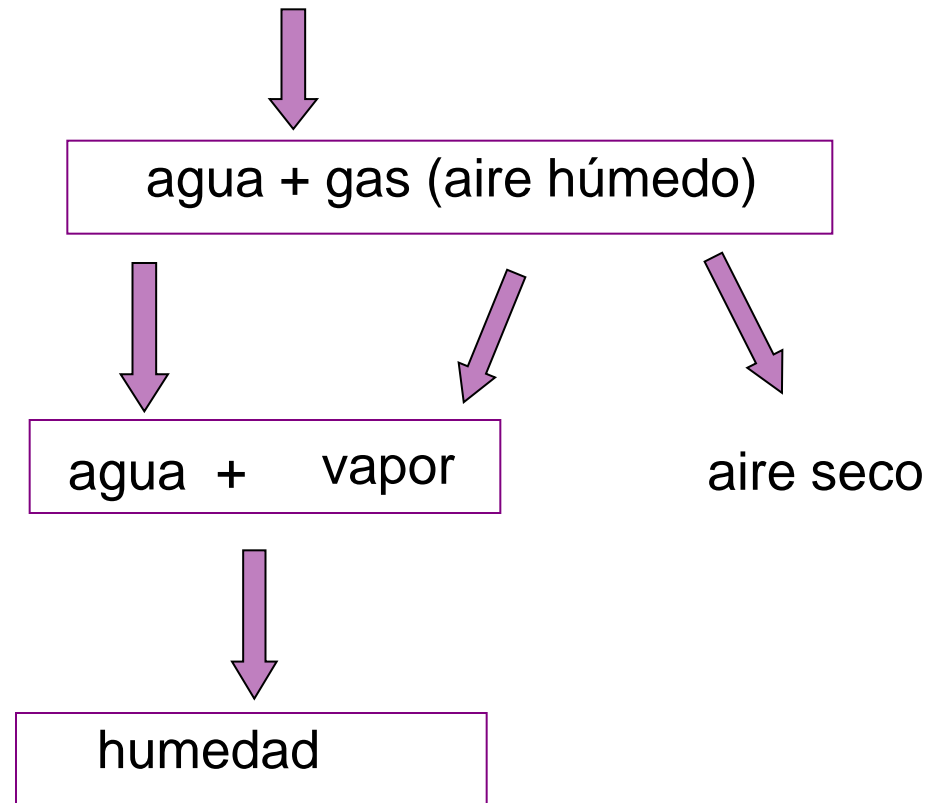 agua + gas (aire húmedo)
agua + vapor
aire seco
humedad